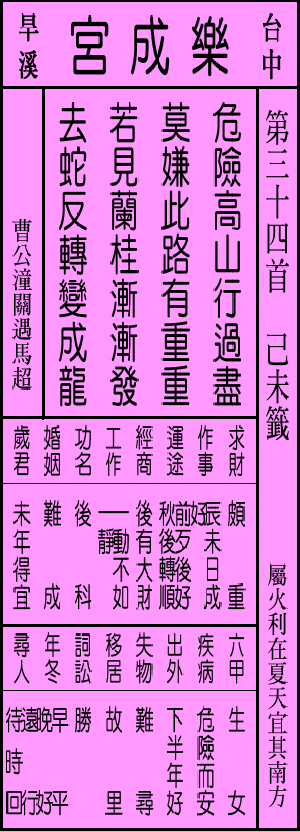 台中
樂成宮
旱溪
第三十四首 己未籤
屬火利在夏天宜其南方
危險高山行過盡
莫嫌此路有重重
若見蘭桂漸漸發
去蛇反轉變成龍
曹公潼關遇馬超
求財 頗重
作事 辰未日成好
運途 前歹後好秋後轉順
經商 後有大財
工作 一動不如一靜
功名 後科
婚姻 難成
歲君 未年得宜
六甲 生女
疾病 危險而安
出外 下半年好
失物 難尋
移居 故里
詞訟 勝
年冬 早平晚好
尋人 遠行待時回